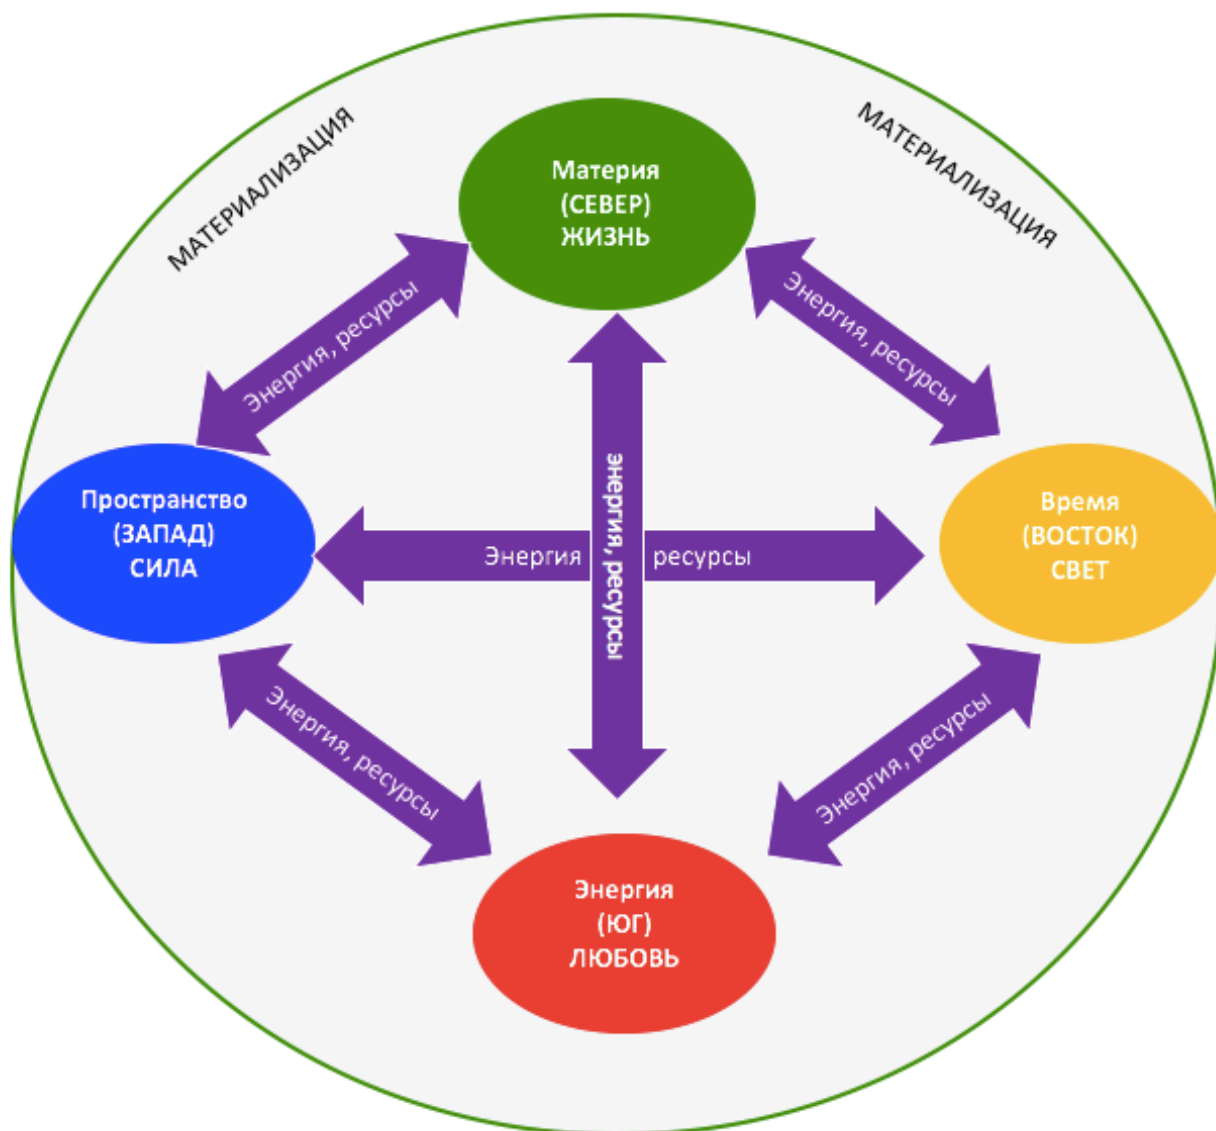 МАТЕРИАЛИЗАЦИЯ
МАТЕРИАЛИЗАЦИЯ
Материя
(СЕВЕР)
ЖИЗНЬ
Энергия, ресурсы
Энергия, ресурсы
Пространство
(ЗАПАД)
СИЛА
Энергия ресурсы
энергия, ресурсы
Время
(ВОСТОК)
СВЕТ
Энергия, ресурсы
Энергия, ресурсы
Энергия
(ЮГ)
ЛЮБОВЬ